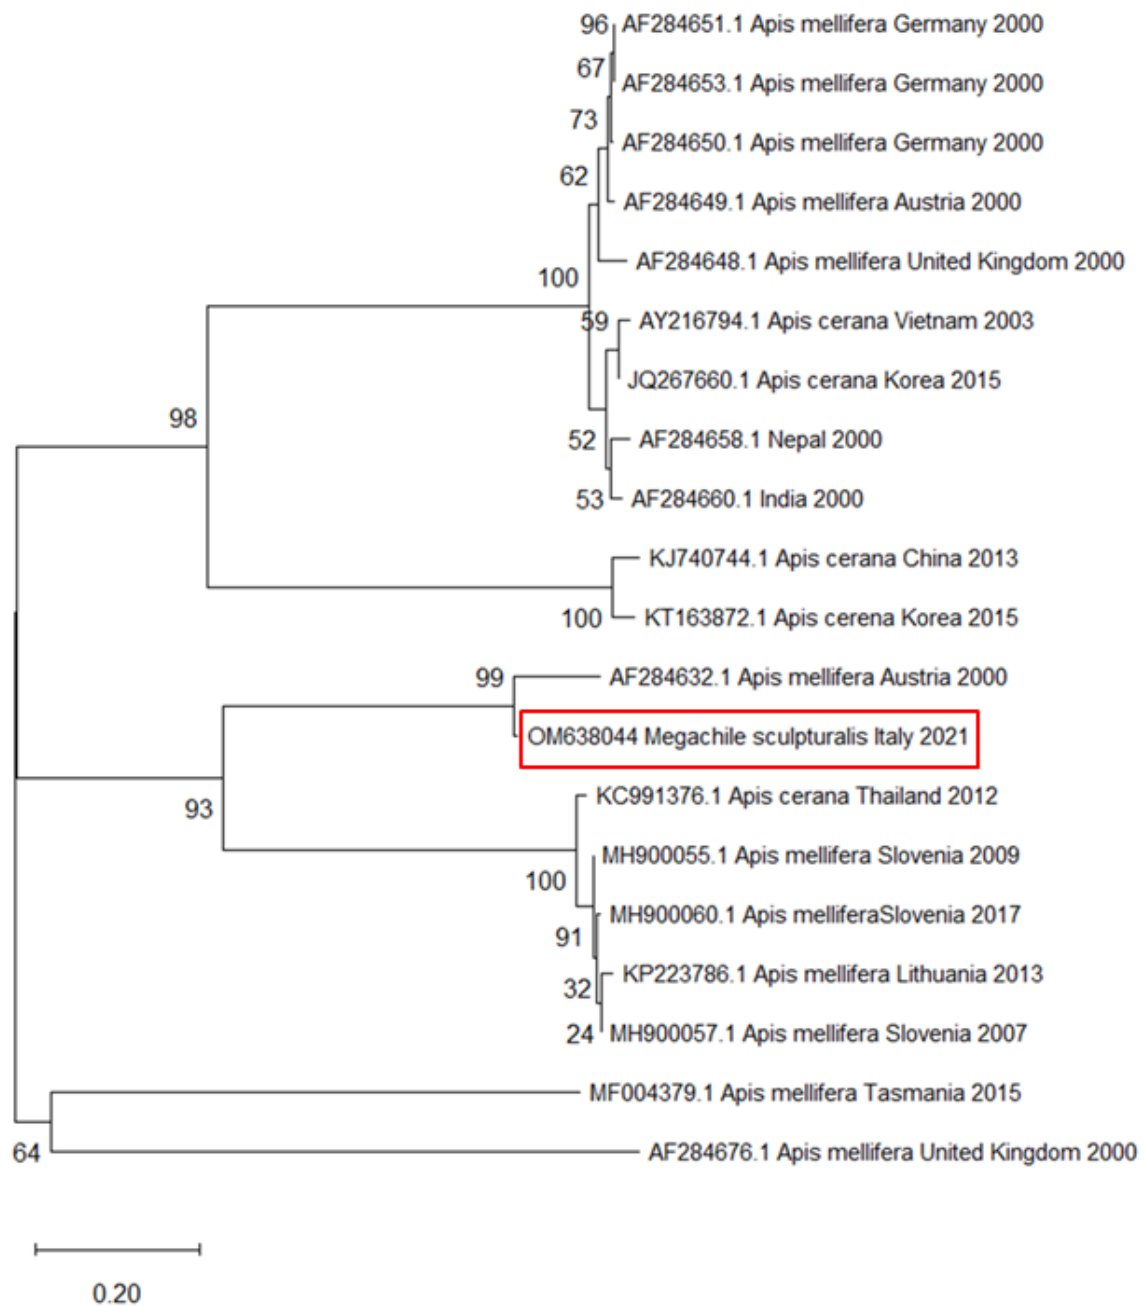 96 AF284651.1 Apis mellifera Germany 2000
67
AF284653.1 Apis mellifera Germany 2000
73
AF284650.1 Apis mellifera Germany 2000
62
AF284649.1 Apis mellifera Austria 2000
AF284648.1 Apis mellifera United Kingdom 2000
100
59 AY216794.1 Apis cerana Vietnam 2003
JQ267660.1 Apis cerana Korea 2015
98
52 AF284658.1 Nepal 2000
53 AF284660.1 India 2000
KJ740744.1 Apis cerana China 2013
100 KT163872.1 Apis cerena Korea 2015
99 AF284632.1 Apis mellifera Austria 2000
OM638044 Megachile sculpturalis Italy 2021
KC991376.1 Apis cerana Thailand 2012
93
MH900055.1 Apis mellifera Slovenia 2009
100
MH900060.1 Apis melliferaSlovenia 2017
91
KP223786.1 Apis mellifera Lithuania 2013
32
24 MH900057.1 Apis mellifera Slovenia 2007
MF004379.1 Apis mellifera Tasmania 2015
64 AF284676.1 Apis mellifera United Kingdom 2000
0.20